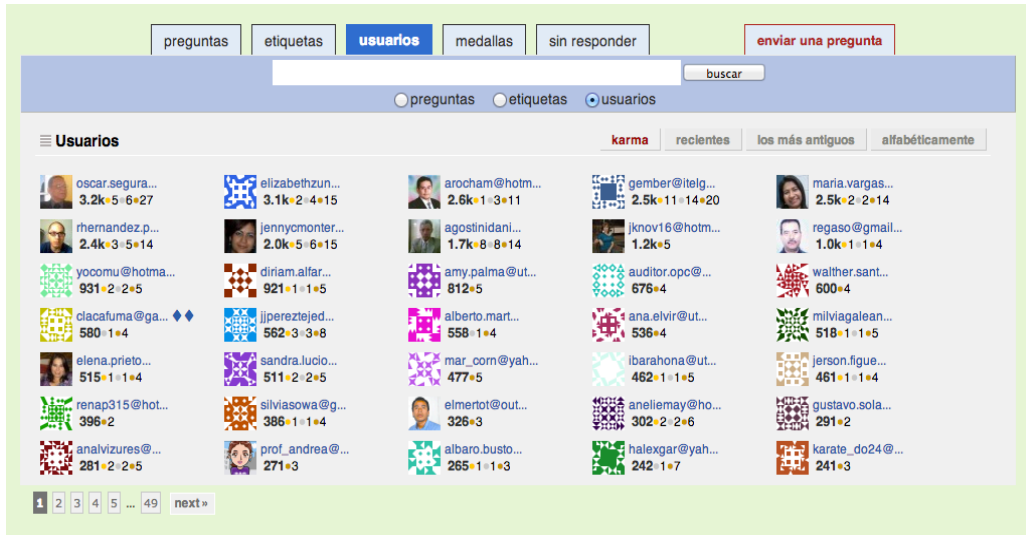 preguntas etiquetas usuarios medallas sin responder enviar una pregunta
buscar
preguntas etiquetas usuarios
Usuarios karma recientes los más antiguos alfabéticamente
oscar.segura... elizabethzun... arocham@hotm... gember@itelg... maria.vargas...
3.2k●5●6●27 3.1k●2●4●15 2.6k●1●3●11 2.5k●11●14●20 2.5k●2●2●14
rhernandez.p... jennycmonter... agostinidani... jknov16@hotm... regaso@gmail...
2.4k●3●5●14 2.0k●5●6●15 1.7k●8●8●14 1.2k●5 1.0k●1●1●4
yocomu@hotma... diriam.alfar... amy.palma@ut... auditor.opc@... walther.sant...
931●2●2●5 921●1●1●5 812●5 676●4 600●4
clacafuma@ga... ♦♦ jjpereztejed... alberto.mart... ana.elvir@ut... milviagalean...
580●1●4 562●3●3●8 558●1●4 536●4 518●1●1●5
elena.prieto... sandra.lucio... mar_corn@yah... ibarahona@ut... jerson.figue...
515●1●1●4 511●2●2●5 477●5 462●1●1●5 461●1●1●4
renap315@hot... silviasowa@g... elmertot@out... aneliemay@ho... gustavo.sola...
396●2 386●1●1●4 326●3 302●2●2●6 291●2
analvizures@... prof_andrea@... albaro.busto... halexgar@yah... karate_do24@...
281●2●2●5 271●3 265●1●1●3 242●1●7 241●3
1 2 3 4 5 ... 49 next»